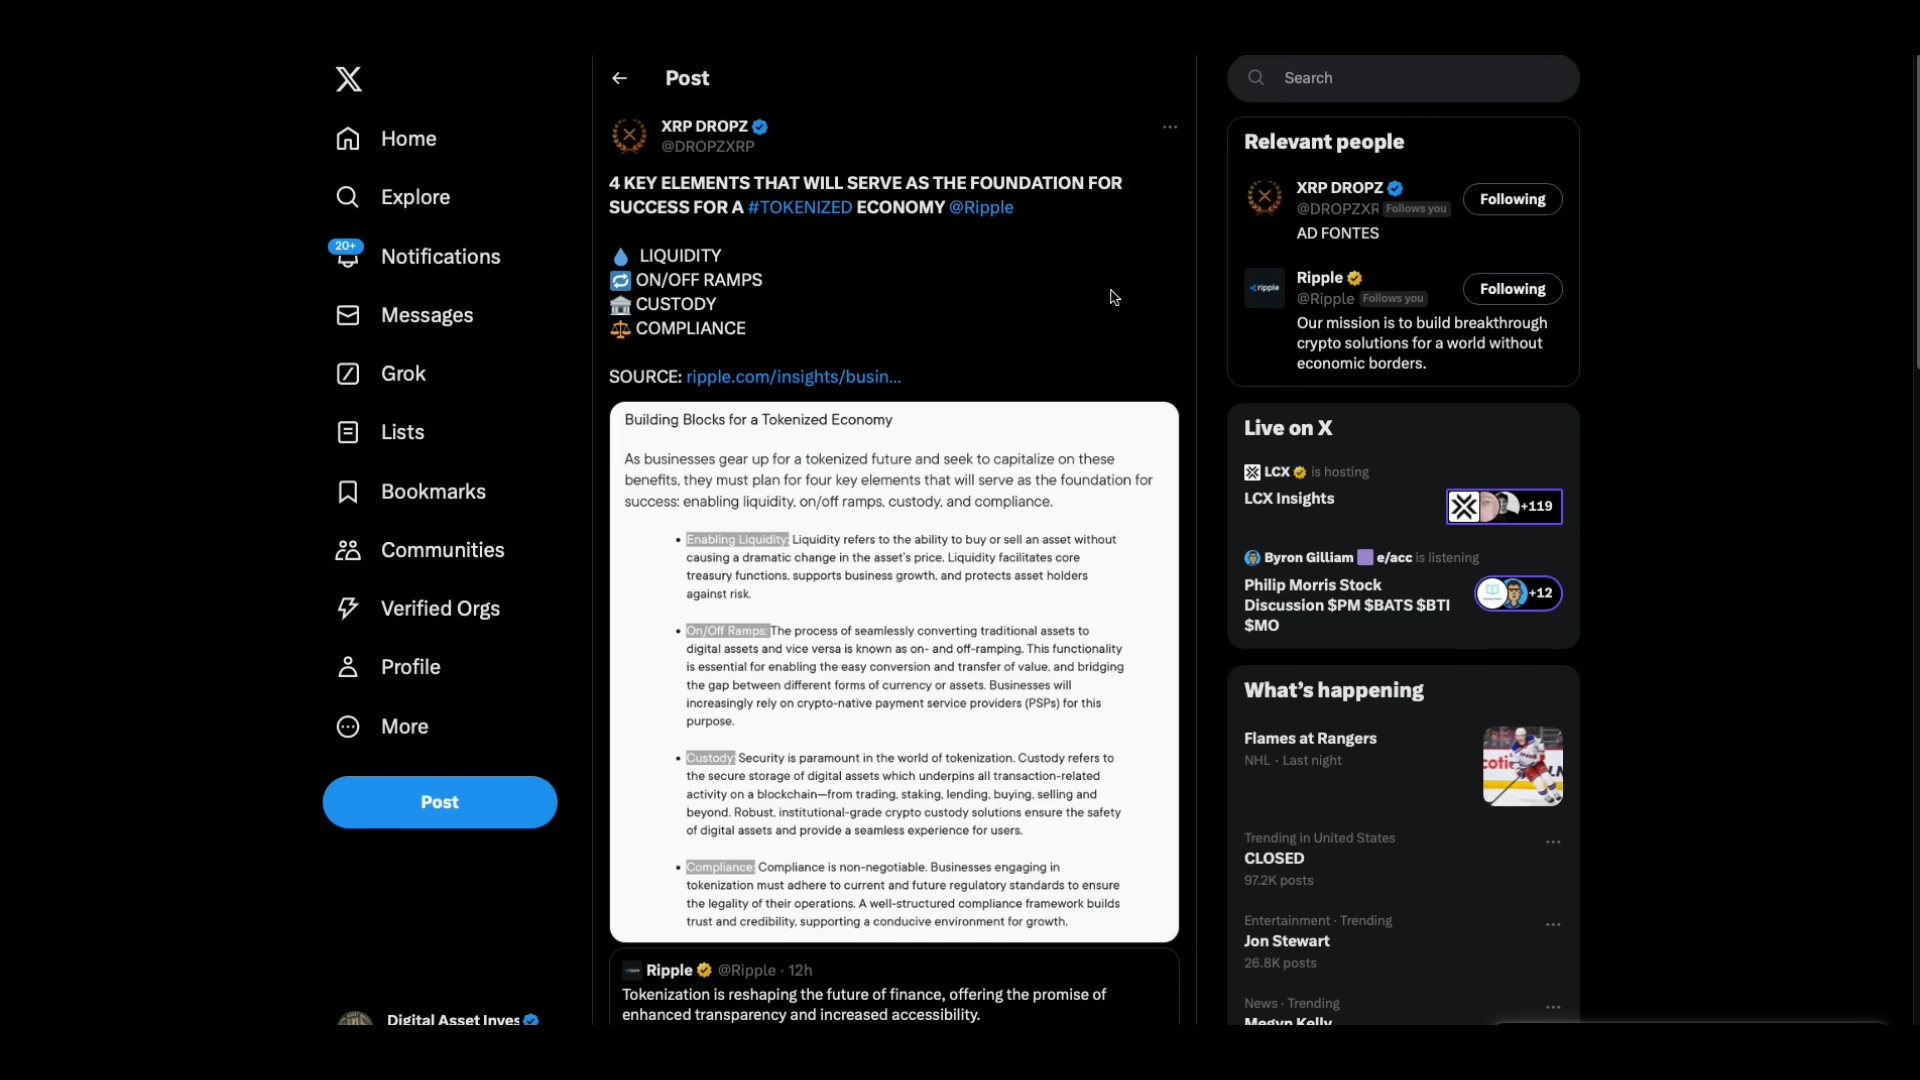 Home
Explore
20+
Notifications
Messages
Grok
Lists
Bookmarks
Communities
Verified Orgs
Profile
More
Post
Digital Asset Inves
Post
XRP DROPZ
@DROPZXRP
4 KEY ELEMENTS THAT WILL SERVE AS THE FOUNDATION FOR
SUCCESS FOR A #TOKENIZED ECONOMY @Ripple
LIQUIDITY
ON/OFF RAMPS
CUSTODY
COMPLIANCE
SOURCE: ripple.com/insights/busin...
Building Blocks for a Tokenized Economy
As businesses gear up for a tokenized future and seek to capitalize on these
benefits, they must plan for four key elements that will serve as the foundation for
success: enabling liquidity, on/off ramps, custody, and compliance.
• Enabling Liquidity: Liquidity refers to the ability to buy or sell an asset without
causing a dramatic change in the asset's price. Liquidity facilitates core
treasury functions, supports business growth, and protects asset holders
against risk.
• On/Off Ramps: The process of seamlessly converting traditional assets to
digital assets and vice versa is known as on- and off-ramping. This functionality
is essential for enabling the easy conversion and transfer of value, and bridging
the gap between different forms of currency or assets. Businesses will
increasingly rely on crypto-native payment service providers (PSPs) for this
purpose.
• Custody: Security is paramount in the world of tokenization. Custody refers to
the secure storage of digital assets which underpins all transaction-related
activity on a blockchain—from trading, staking, lending, buying, selling and
beyond. Robust, institutional-grade crypto custody solutions ensure the safety
of digital assets and provide a seamless experience for users.
• Compliance: Compliance is non-negotiable. Businesses engaging in
tokenization must adhere to current and future regulatory standards to ensure
the legality of their operations. A well-structured compliance framework builds
trust and credibility, supporting a conducive environment for growth.
Ripple @Ripple · 12h
Tokenization is reshaping the future of finance, offering the promise of
enhanced transparency and increased accessibility.
Search
Relevant people
XRP DROPZ
@DROPZXR Follows you
Following
AD FONTES
Ripple
@Ripple Follows you
Following
Our mission is to build breakthrough
crypto solutions for a world without
economic borders.
Live on X
LCX is hosting
LCX Insights
+119
Byron Gilliam e/acc is listening
Philip Morris Stock
Discussion $PM $BATS $BTI
$MO
+12
What's happening
Flames at Rangers
NHL · Last night
Trending in United States
CLOSED
97.2K posts
Entertainment · Trending
Jon Stewart
26.8K posts
News · Trending
Megyn Kelly